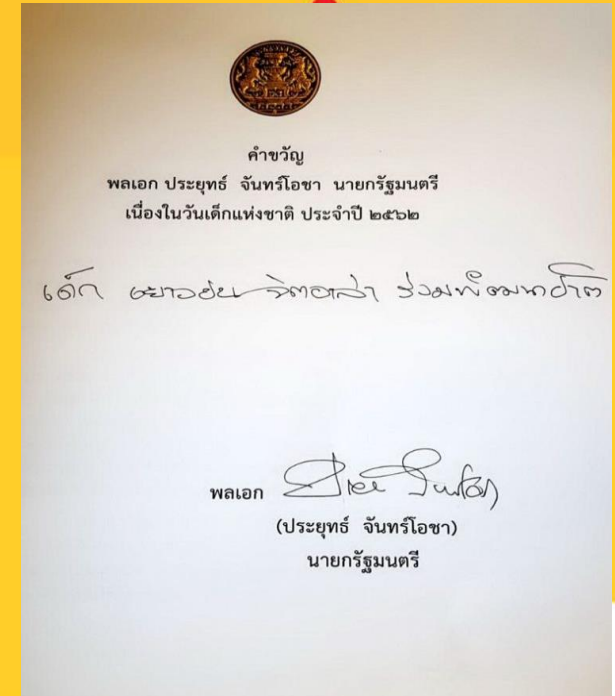 คำขวัญ
พลเอก ประยุทธ์ จันทร์โอชา นายกรัฐมนตรี
เนื่องในวันเด็กแห่งชาติ ประจำปี ๒๕๖๒
เด็ก เยาวชน จิตอาสา ร่วมพัฒนาชาติ
พลเอก
(ประยุทธ์ จันทร์โอชา)
นายกรัฐมนตรี